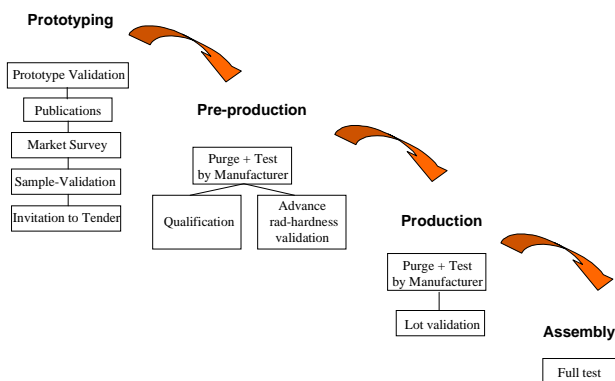 Prototyping
Prototype Validation
Publications
Market Survey
Sample-Validation
Invitation to Tender
Pre-production
Purge + Test
by Manufacturer
Qualification
Advance
rad-hardness
validation
Production
Purge + Test
by Manufacturer
Lot validation
Assembly
Full test